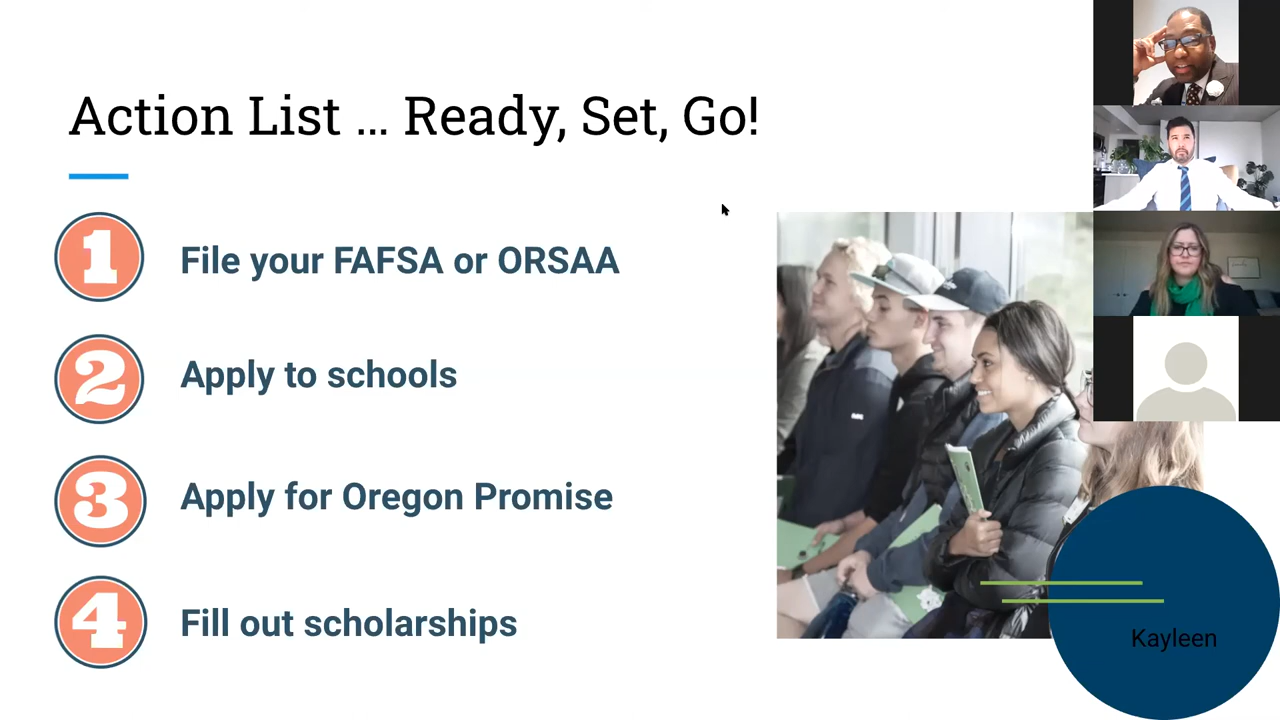 Action List ... Ready, Set, Go!
1 File your FAFSA or ORSAA
2 Apply to schools
3 Apply for Oregon Promise
4 Fill out scholarships
Kayleen